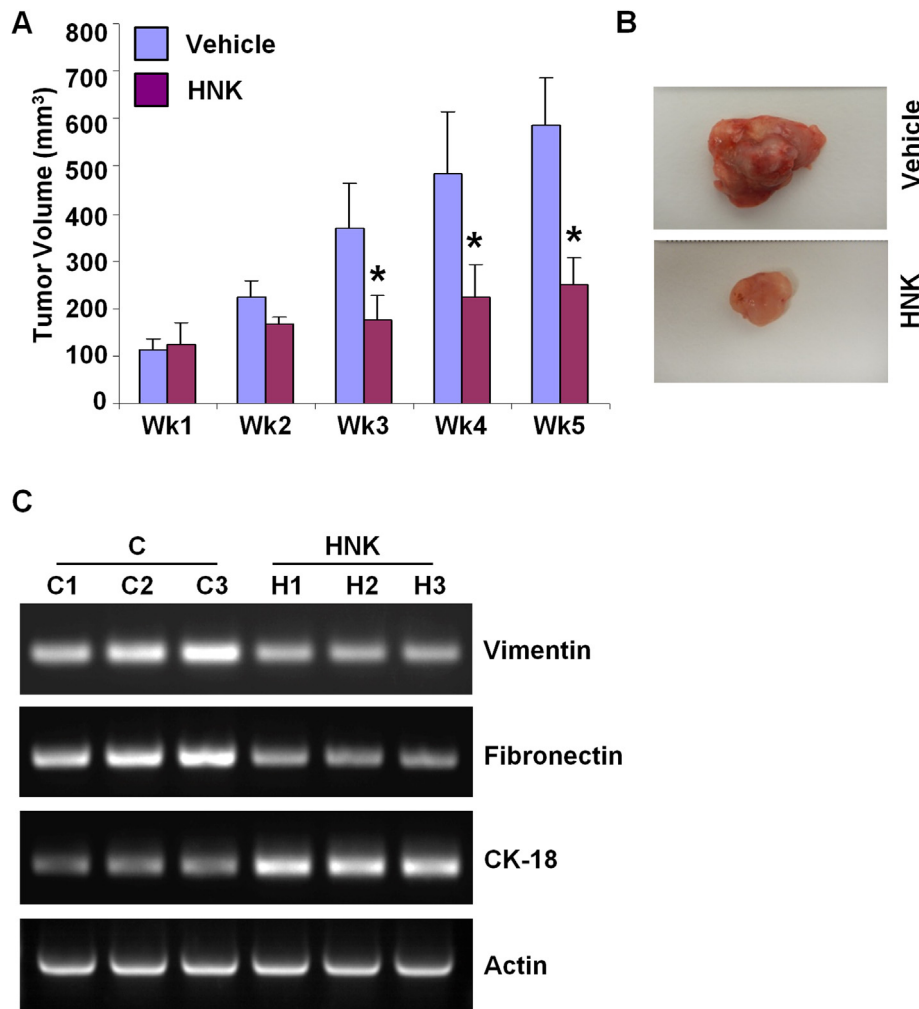 A
800
700
600
500
400
300
200
100
0
Tumor Volume (mm³)
Vehicle
HNK
*
*
*
Wk1 Wk2 Wk3 Wk4 Wk5
B
Vehicle
HNK
C
C HNK
C1 C2 C3 H1 H2 H3
Vimentin
Fibronectin
CK-18
Actin